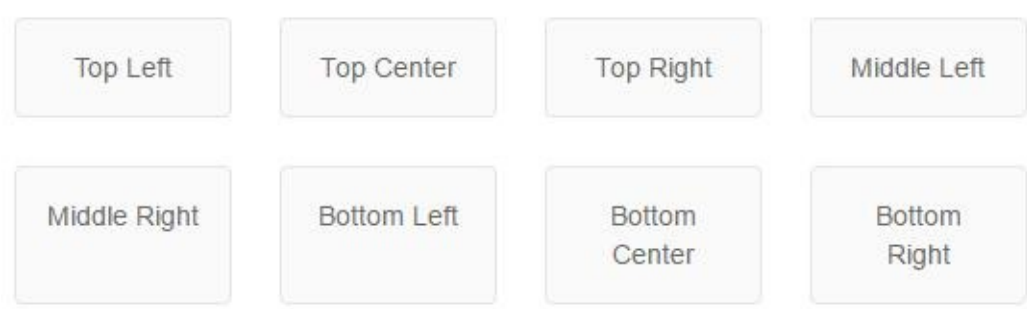 Top Left
Top Center
Top Right
Middle Left
Middle Right
Bottom Left
Bottom
Center
Bottom
Right